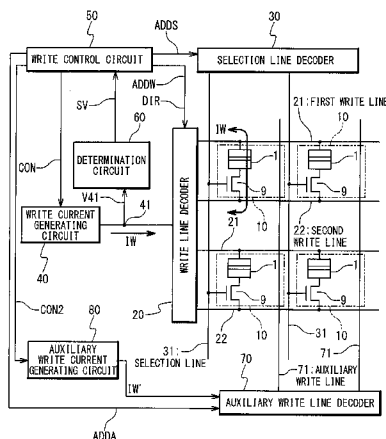 50
ADDS
30
WRITE CONTROL CIRCUIT
SELECTION LINE DECODER
ADDW
DIR
SV
60
21:FIRST WRITE LINE
IW
10
10
CON
DETERMINATION CIRCUIT
1
1
9
9
V41
41
10
WRITE CURRENT GENERATING CIRCUIT
IW
WRITE LINE DECODER
22:SECOND WRITE LINE
21
40
1
1
9
9
CON2
20
22
10
31
10
80
31: SELECTION LINE
71
AUXILIARY WRITE CURRENT GENERATING CIRCUIT
70
71:AUXILIARY WRITE LINE
IW'
AUXILIARY WRITE LINE DECODER
ADDA